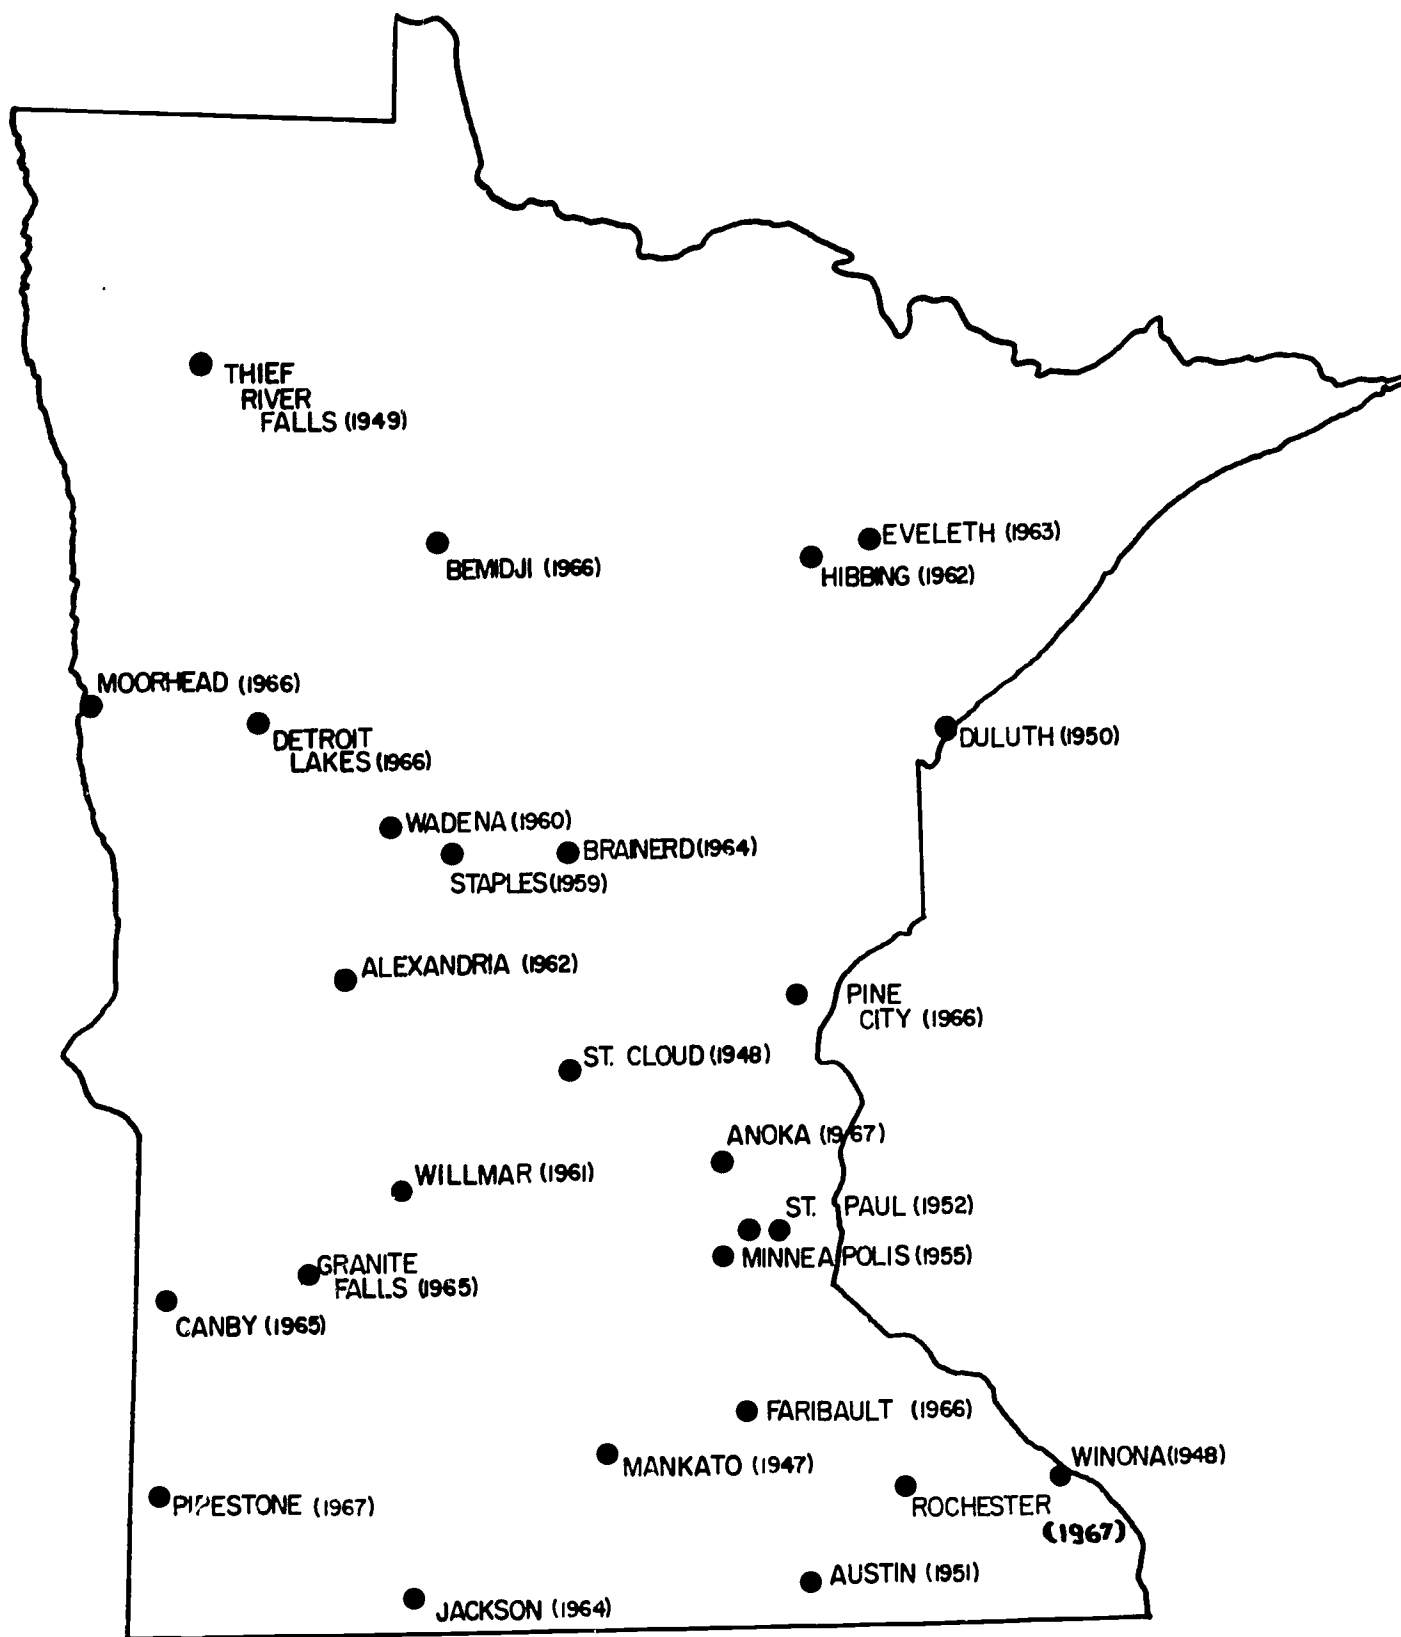 THIEF
RIVER
FALLS (1949)
EVELETH (1963)
BEMIDJI (1966)
HIBBING (1962)
MOORHEAD (1966)
DETROIT
LAKES (1966)
DULUTH (1950)
WADENA (1960)
BRAINERD (1964)
STAPLES (1959)
ALEXANDRIA (1962)
PINE
CITY (1966)
ST. CLOUD (1948)
ANOKA (1967)
WILLMAR (1961)
ST. PAUL (1952)
MINNEAPOLIS (1955)
GRANITE
FALLS (1965)
CANBY (1965)
FARIBAULT (1966)
WINONA (1948)
MANKATO (1947)
PIPESTONE (1967)
ROCHESTER
(1967)
AUSTIN (1951)
JACKSON (1964)